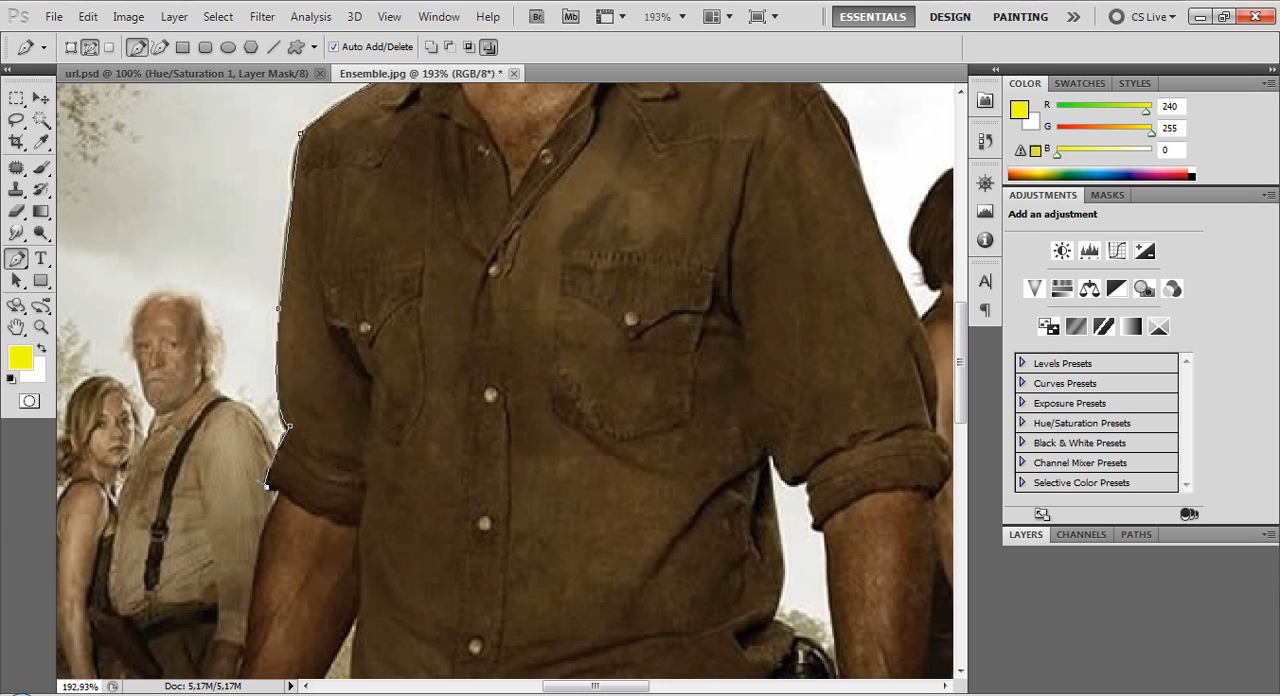 Ps File Edit Image Layer Select Filter Analysis 3D View Window Help Br Mb 193% ESSENTIALS DESIGN PAINTING CS Live
Auto Add/Delete
url.psd @ 100% (Hue/Saturation 1, Layer Mask/8) Ensemble.jpg @ 193% (RGB/8*) *
COLOR SWATCHES STYLES
R 240
G 255
B 0
ADJUSTMENTS MASKS
Add an adjustment
Levels Presets
Curves Presets
Exposure Presets
Hue/Saturation Presets
Black & White Presets
Channel Mixer Presets
Selective Color Presets
LAYERS CHANNELS PATHS
192,93% Doc: 5,17M/5,17M